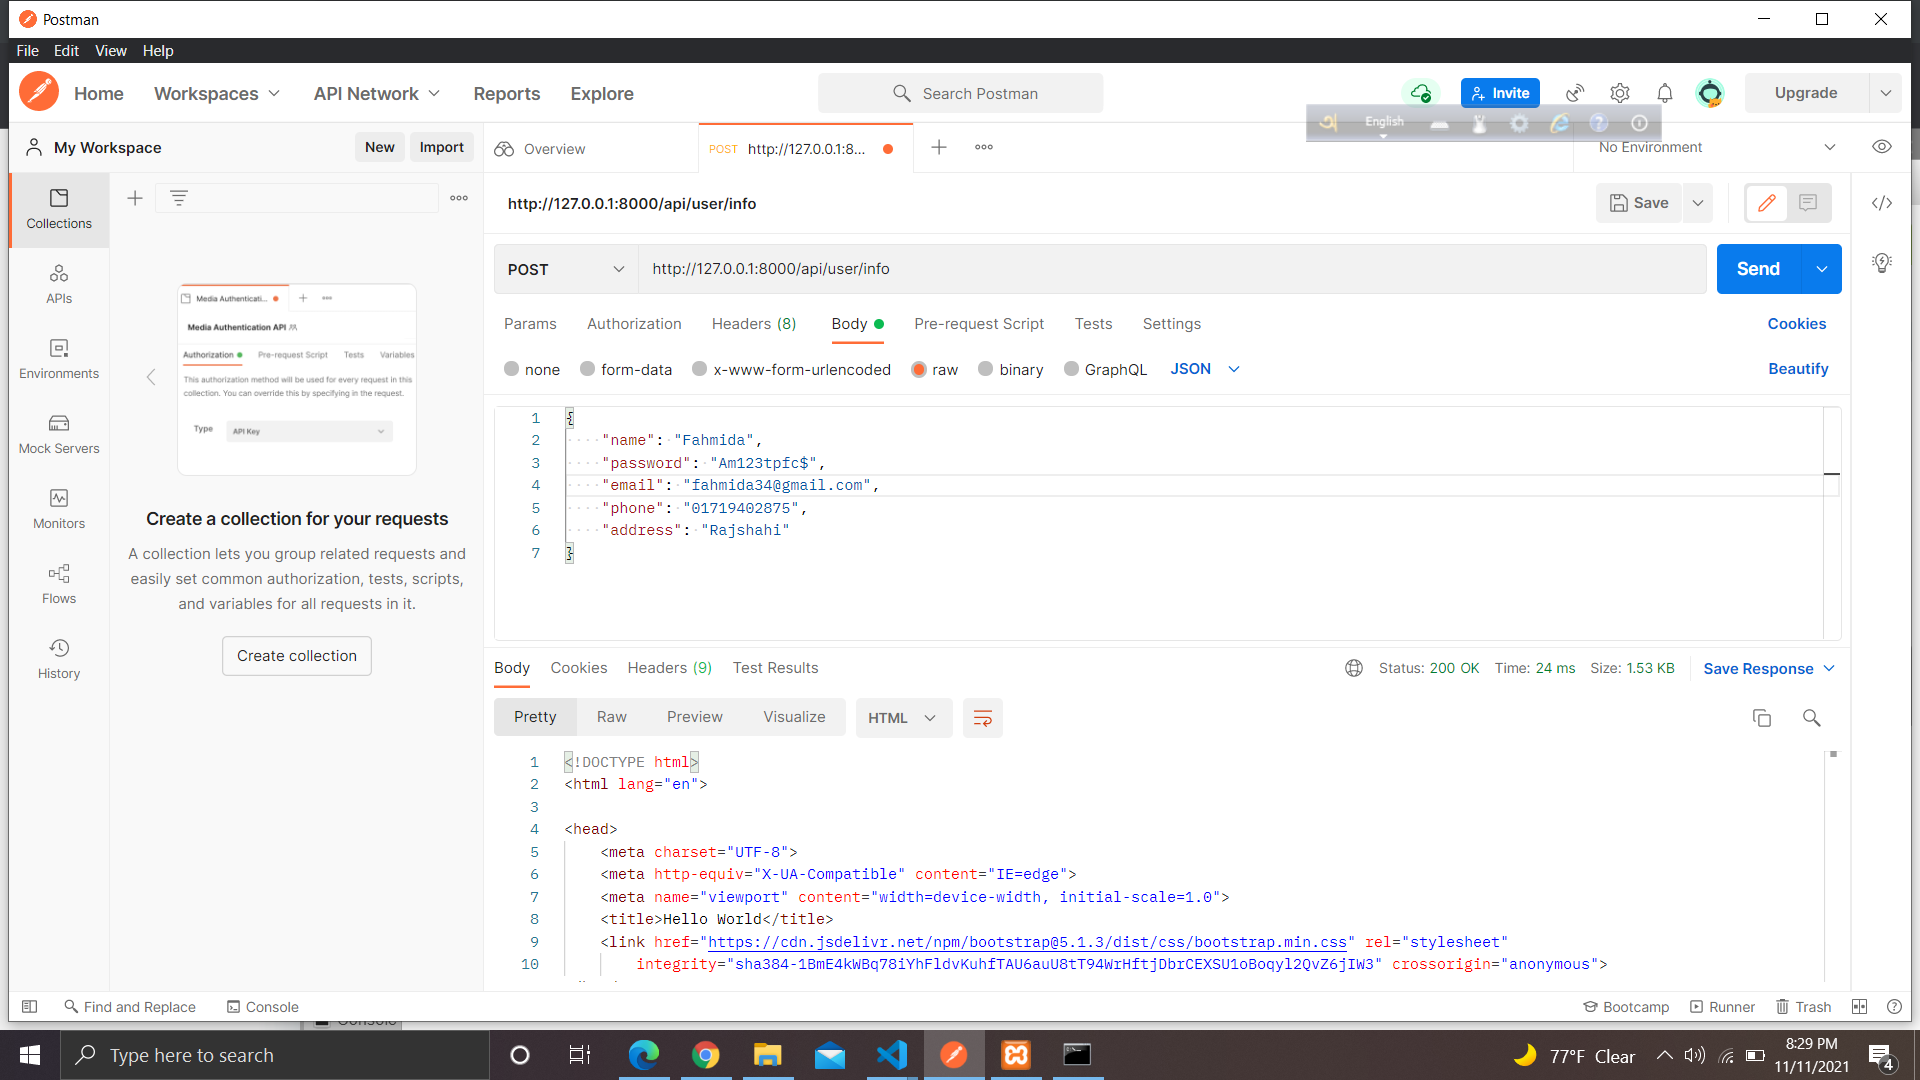 Postman
File Edit View Help
Home Workspaces API Network Reports Explore
Search Postman
Invite
Upgrade
English
My Workspace
New Import
Overview
POST http://127.0.0.1:8...
No Environment
Collections
APIs
Environments
Mock Servers
Monitors
Flows
History
Media Authenticati...
Media Authentication API
Authorization Pre-request Script Tests Variables
This authorization method will be used for every request in this
collection. You can override this by specifying in the request.
Type API Key
Create a collection for your requests
A collection lets you group related requests and
easily set common authorization, tests, scripts,
and variables for all requests in it.
Create collection
http://127.0.0.1:8000/api/user/info
Save
POST http://127.0.0.1:8000/api/user/info
Send
Params Authorization Headers (8) Body Pre-request Script Tests Settings
Cookies
none form-data x-www-form-urlencoded raw binary GraphQL JSON
Beautify
1 {
2 "name": "Fahmida",
3 "password": "Am123tpfc$",
4 "email": "fahmida34@gmail.com",
5 "phone": "01719402875",
6 "address": "Rajshahi"
7 }
Body Cookies Headers (9) Test Results
Status: 200 OK Time: 24 ms Size: 1.53 KB
Save Response
Pretty Raw Preview Visualize HTML
1 <!DOCTYPE html>
2 <html lang="en">
3
4 <head>
5 <meta charset="UTF-8">
6 <meta http-equiv="X-UA-Compatible" content="IE=edge">
7 <meta name="viewport" content="width=device-width, initial-scale=1.0">
8 <title>Hello World</title>
9 <link href="https://cdn.jsdelivr.net/npm/bootstrap@5.1.3/dist/css/bootstrap.min.css" rel="stylesheet"
10 integrity="sha384-1BmE4kWBq78iYhFldvKuhfTAU6auU8tT94WrHftjDbrCEXSU1oBoqyl2QvZ6jIW3" crossorigin="anonymous">
Find and Replace Console
Bootcamp Runner Trash
Console
Type here to search
77°F Clear
8:29 PM
11/11/2021
4